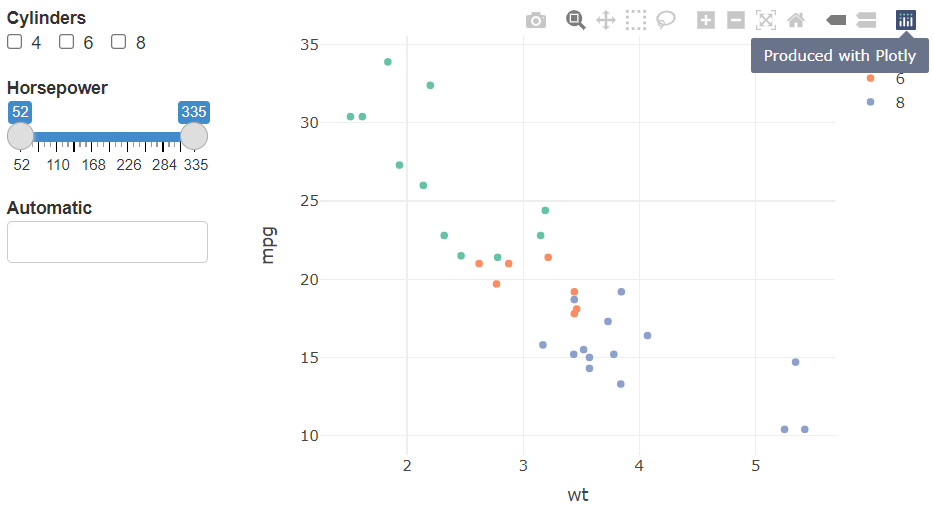 Cylinders
4 6 8
Horsepower
52 335
52 110 168 226 284 335
Automatic
Produced with Plotly
6
8
35
30
25
20
15
10
mpg
2 3 4 5
wt